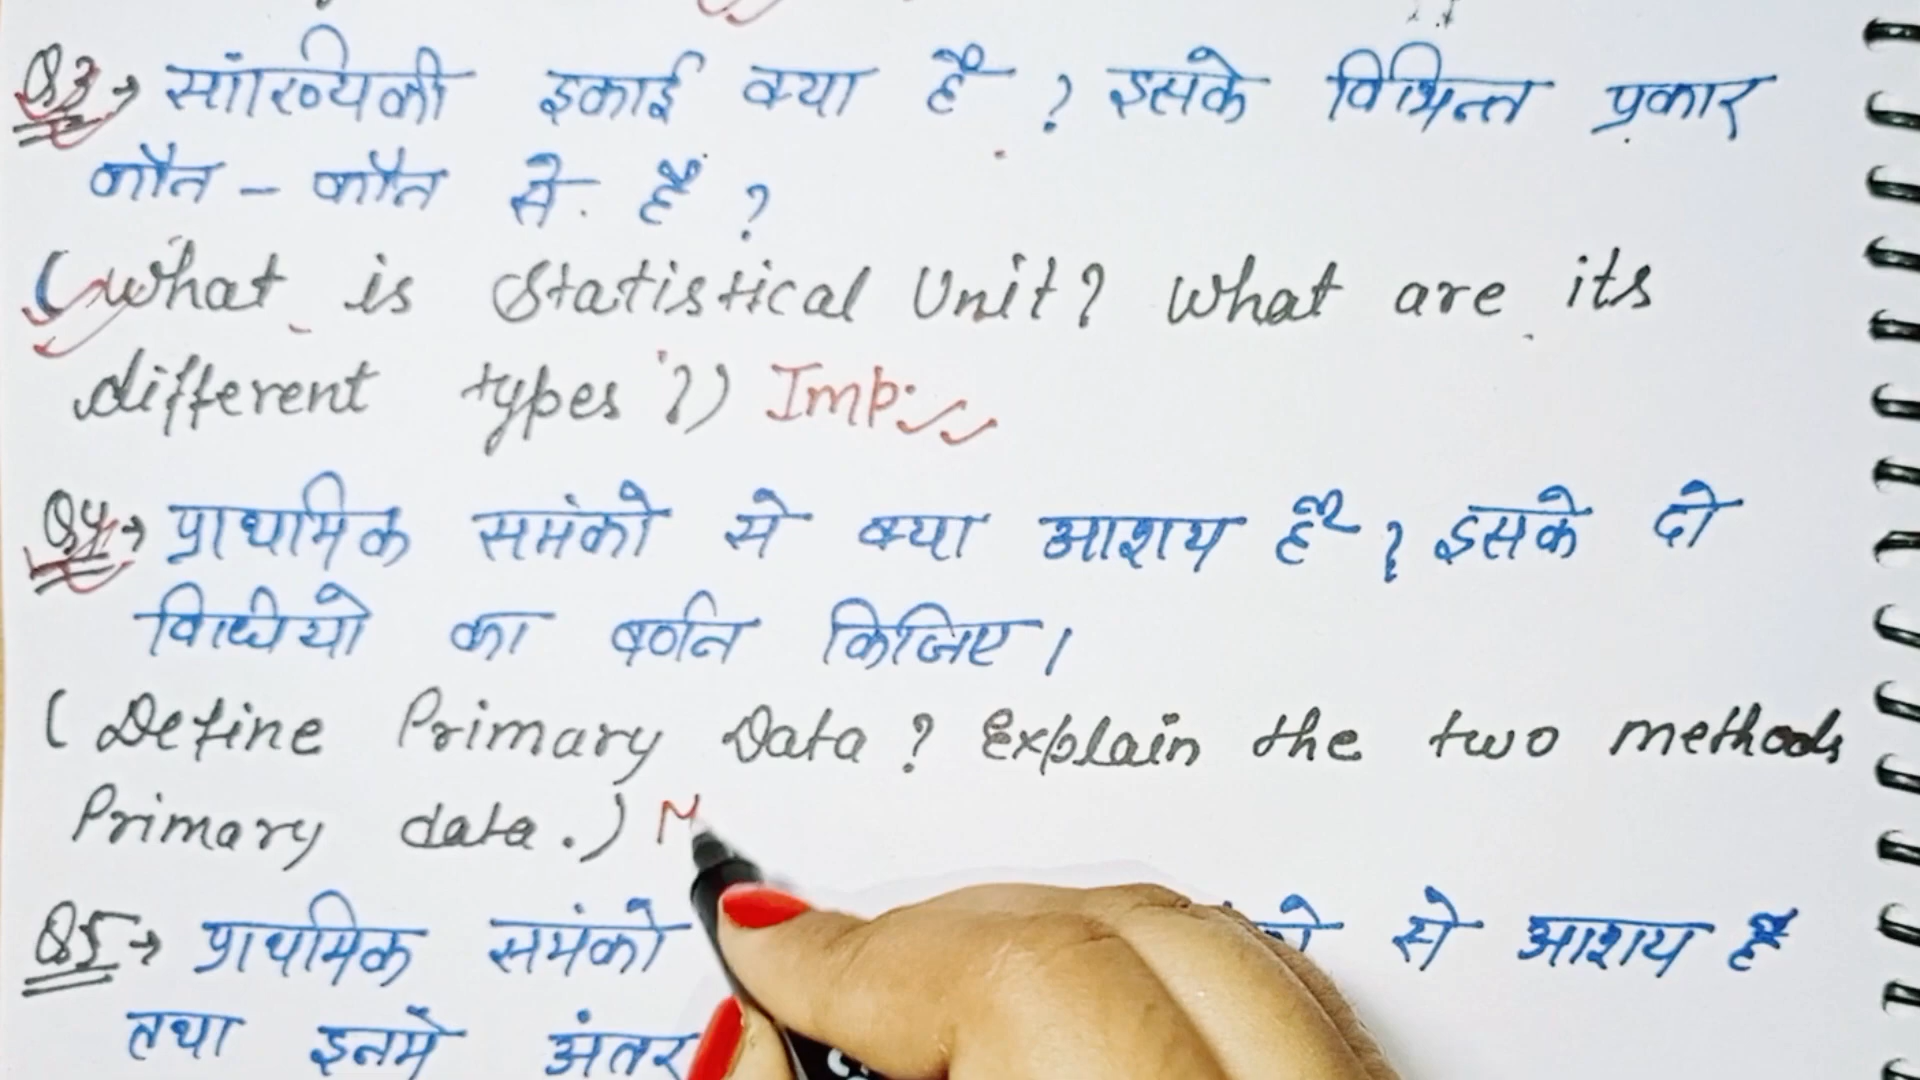 Q3→ सांख्यिकी इकाई क्या है ? इसके विभिन्न प्रकार
कौन - कौन से है ?
(What is Statistical Unit? What are its
different types ?) Imp.
Q4→ प्राथमिक समंको से क्या आशय है ? इसके दो
विधियो का वर्णन किजिए।
(Define Primary Data ? Explain the two methods
Primary data.)
Q5→ प्राथमिक समंको से आशय है
तथा इनमे अंतर